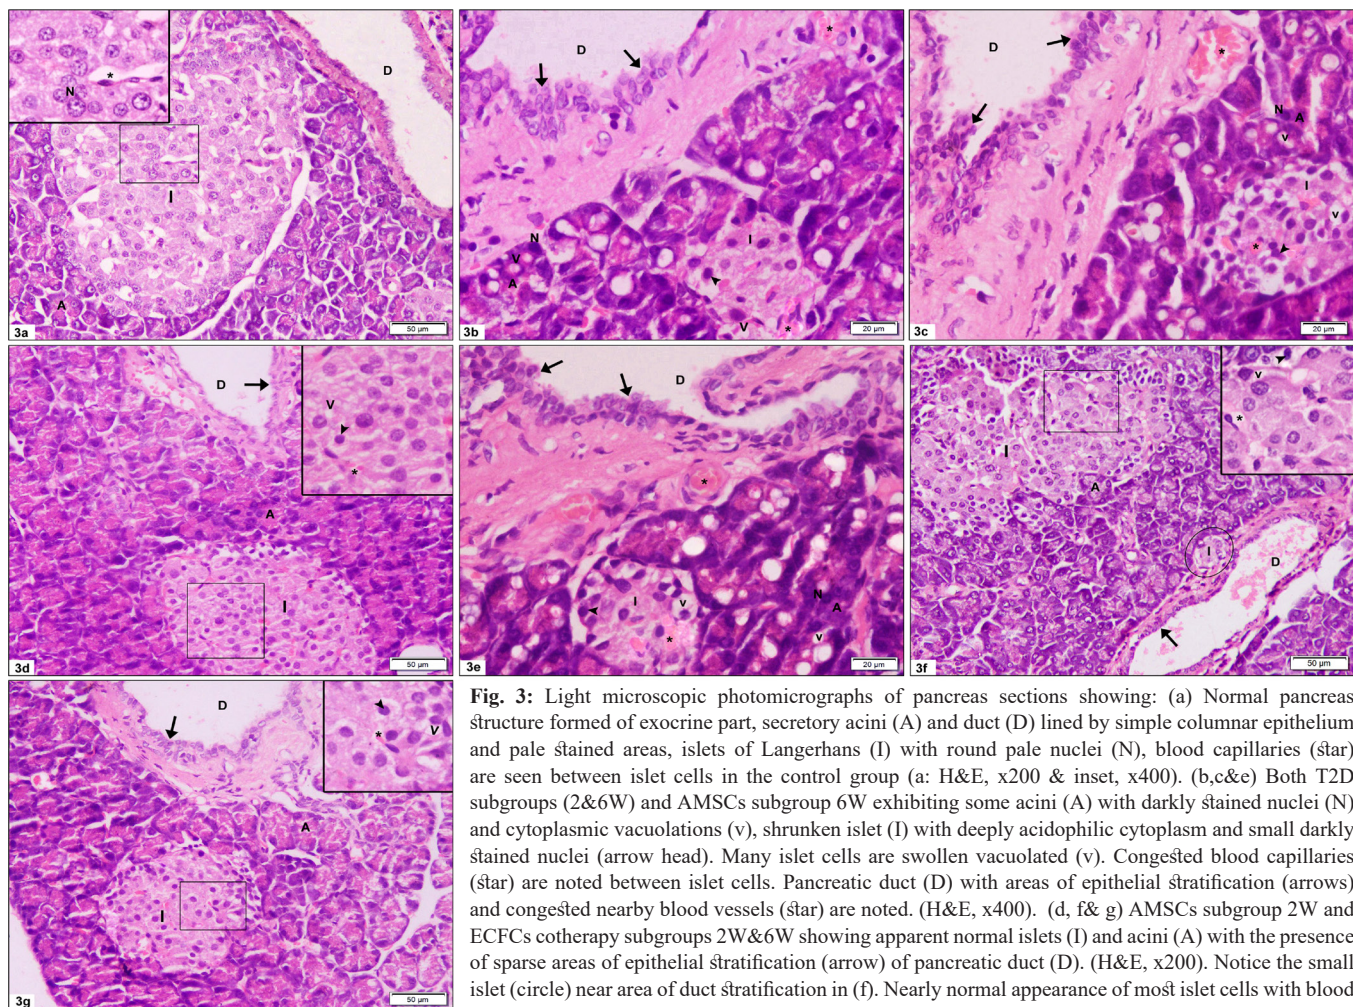 N
*
D
I
A
3a
50 µm
D
*
N
V
A
I
V
*
3b
20 µm
D
*
N
A
V
I
V
*
3c
20 µm
D
V
*
A
I
3d
50 µm
D
*
N
A
I
V
*
V
3e
20 µm
V
*
I
A
I
D
3f
50 µm
D
*
V
A
I
3g
50 µm
Fig. 3: Light microscopic photomicrographs of pancreas sections showing: (a) Normal pancreas
structure formed of exocrine part, secretory acini (A) and duct (D) lined by simple columnar epithelium
and pale stained areas, islets of Langerhans (I) with round pale nuclei (N), blood capillaries (star)
are seen between islet cells in the control group (a: H&E, x200 & inset, x400). (b,c&e) Both T2D
subgroups (2&6W) and AMSCs subgroup 6W exhibiting some acini (A) with darkly stained nuclei (N)
and cytoplasmic vacuolations (v), shrunken islet (I) with deeply acidophilic cytoplasm and small darkly
stained nuclei (arrow head). Many islet cells are swollen vacuolated (v). Congested blood capillaries
(star) are noted between islet cells. Pancreatic duct (D) with areas of epithelial stratification (arrows)
and congested nearby blood vessels (star) are noted. (H&E, x400). (d, f& g) AMSCs subgroup 2W and
ECFCs cotherapy subgroups 2W&6W showing apparent normal islets (I) and acini (A) with the presence
of sparse areas of epithelial stratification (arrow) of pancreatic duct (D). (H&E, x200). Notice the small
islet (circle) near area of duct stratification in (f). Nearly normal appearance of most islet cells with blood